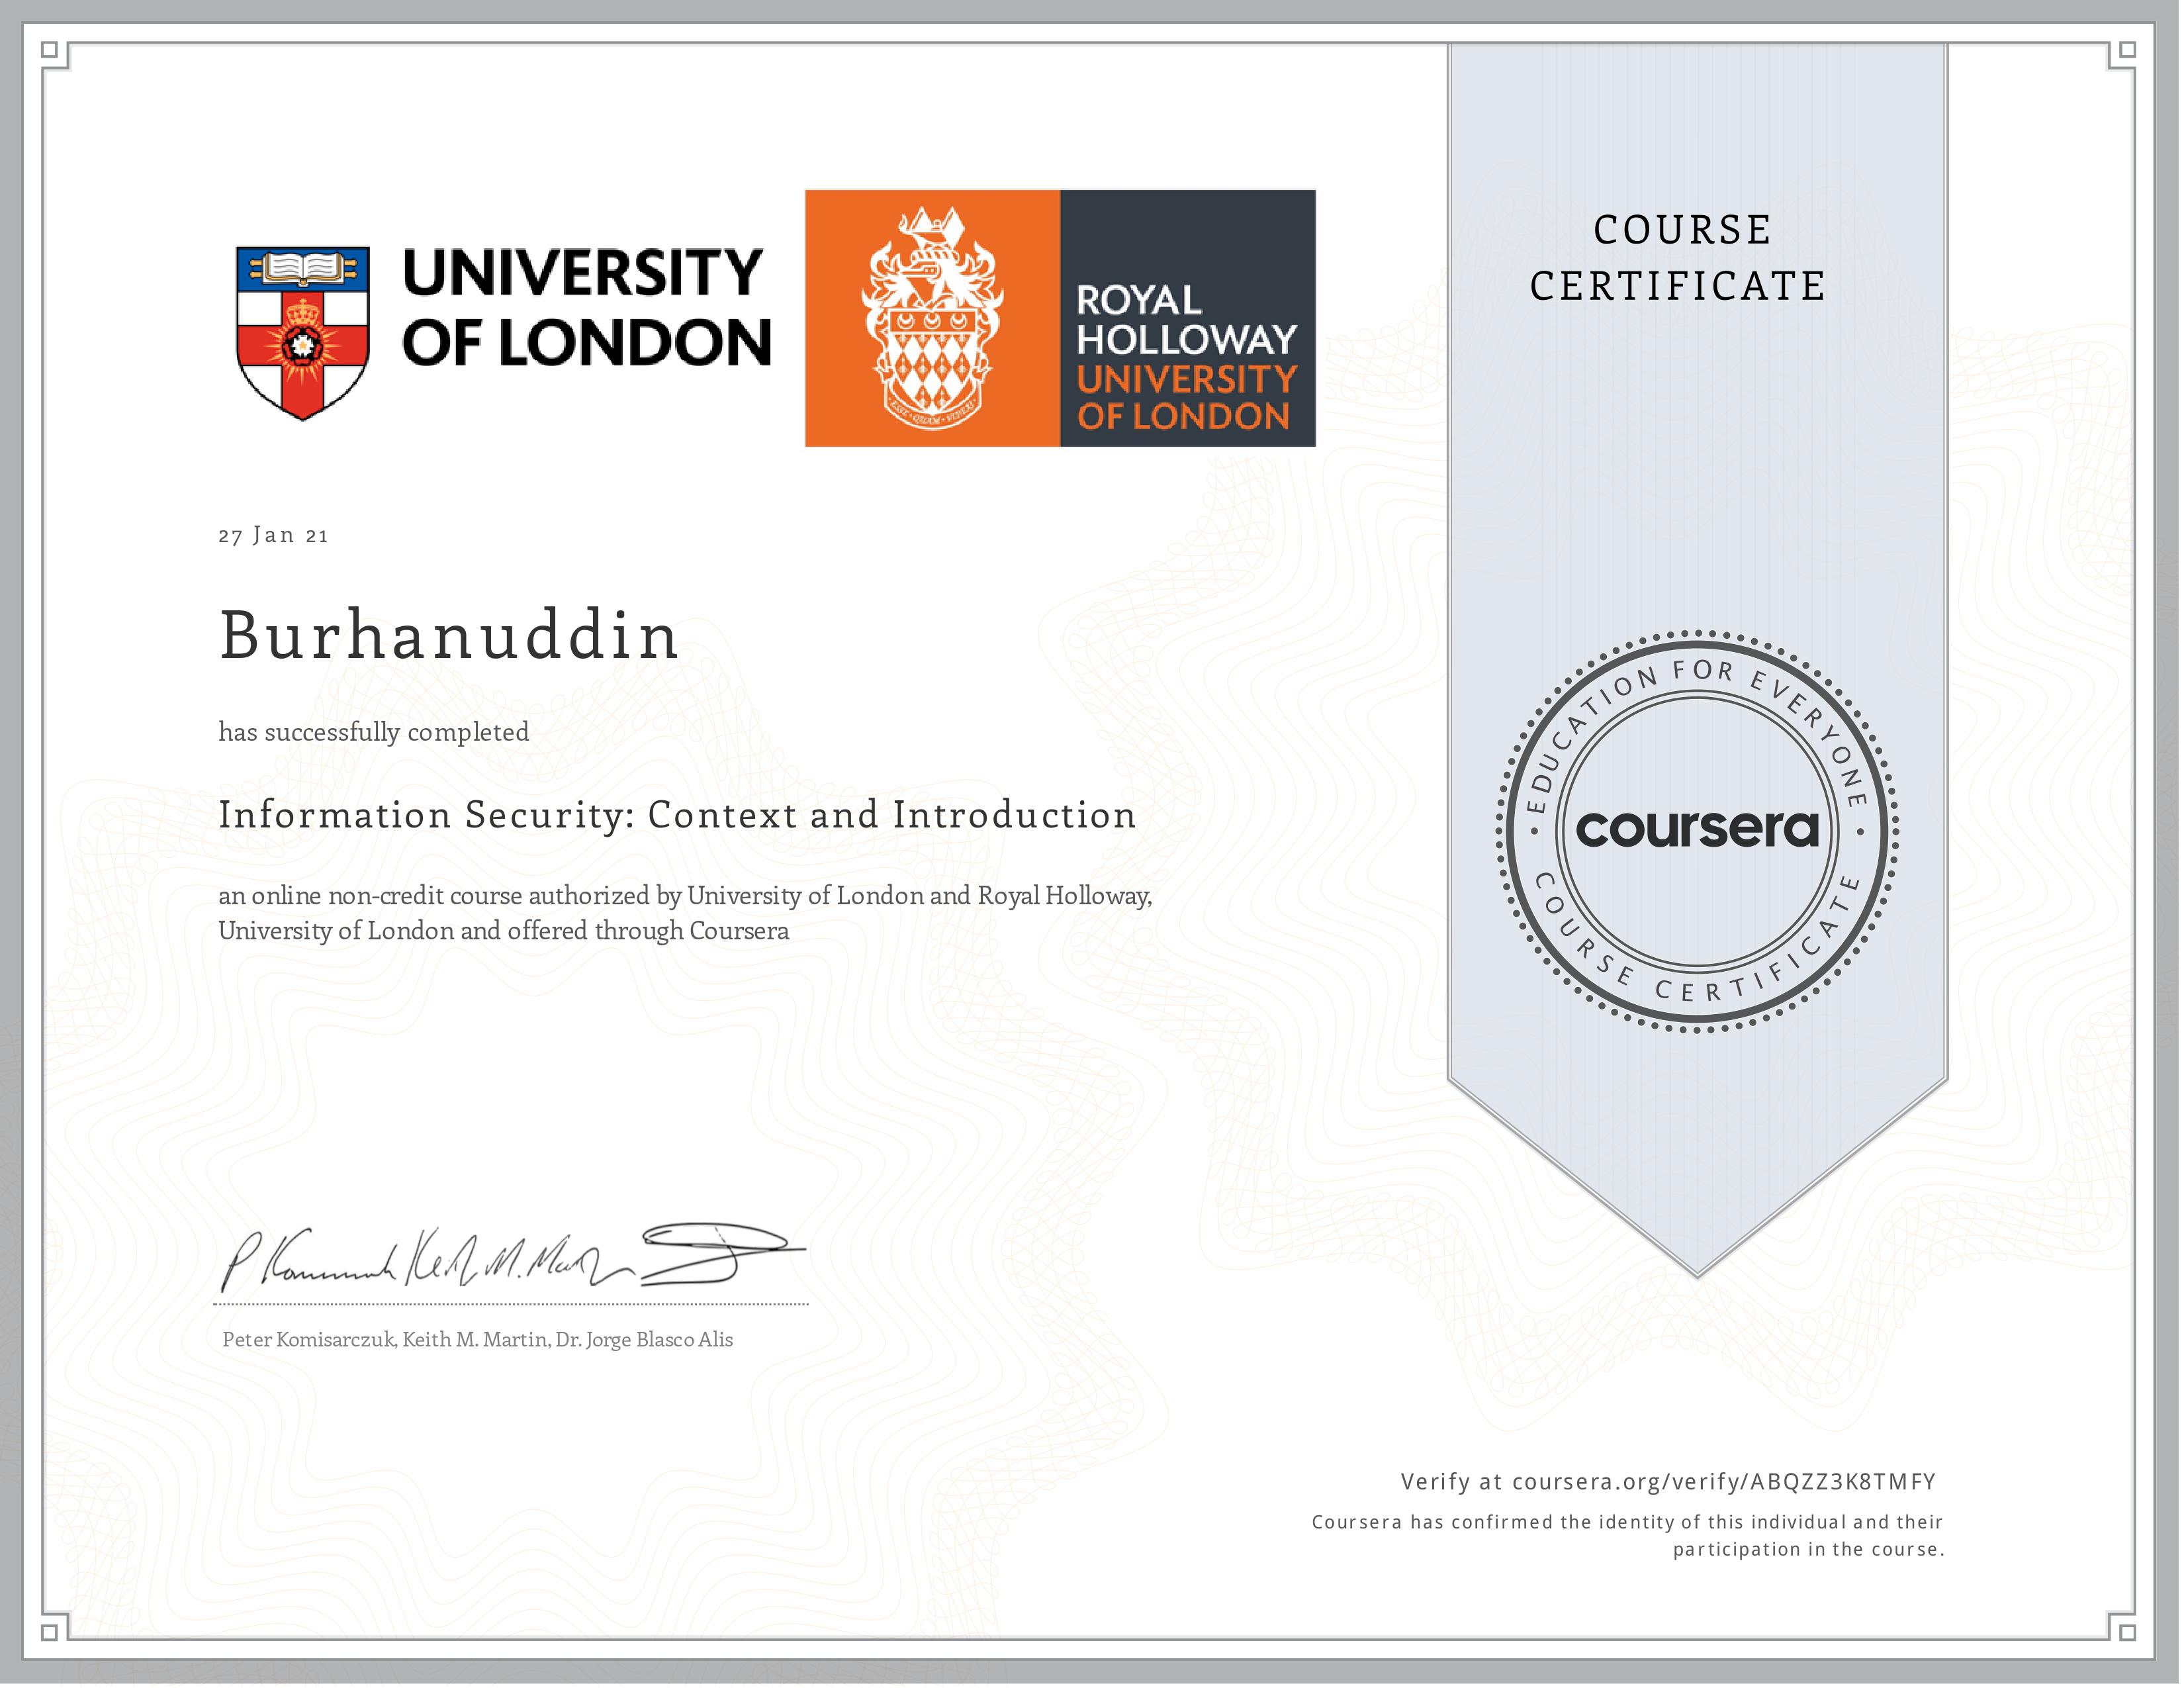 UNIVERSITY
OF LONDON
ROYAL
HOLLOWAY
UNIVERSITY
OF LONDON
ESSE • QUAM • VIDERI
COURSE
CERTIFICATE
27 Jan 21
Burhanuddin
has successfully completed
Information Security: Context and Introduction
an online non-credit course authorized by University of London and Royal Holloway,
University of London and offered through Coursera
EDUCATION FOR EVERYONE
coursera
COURSE CERTIFICATE
P Komisarczuk Keith M. Martin
Peter Komisarczuk, Keith M. Martin, Dr. Jorge Blasco Alis
Verify at coursera.org/verify/ABQZZ3K8TMFY
Coursera has confirmed the identity of this individual and their
participation in the course.